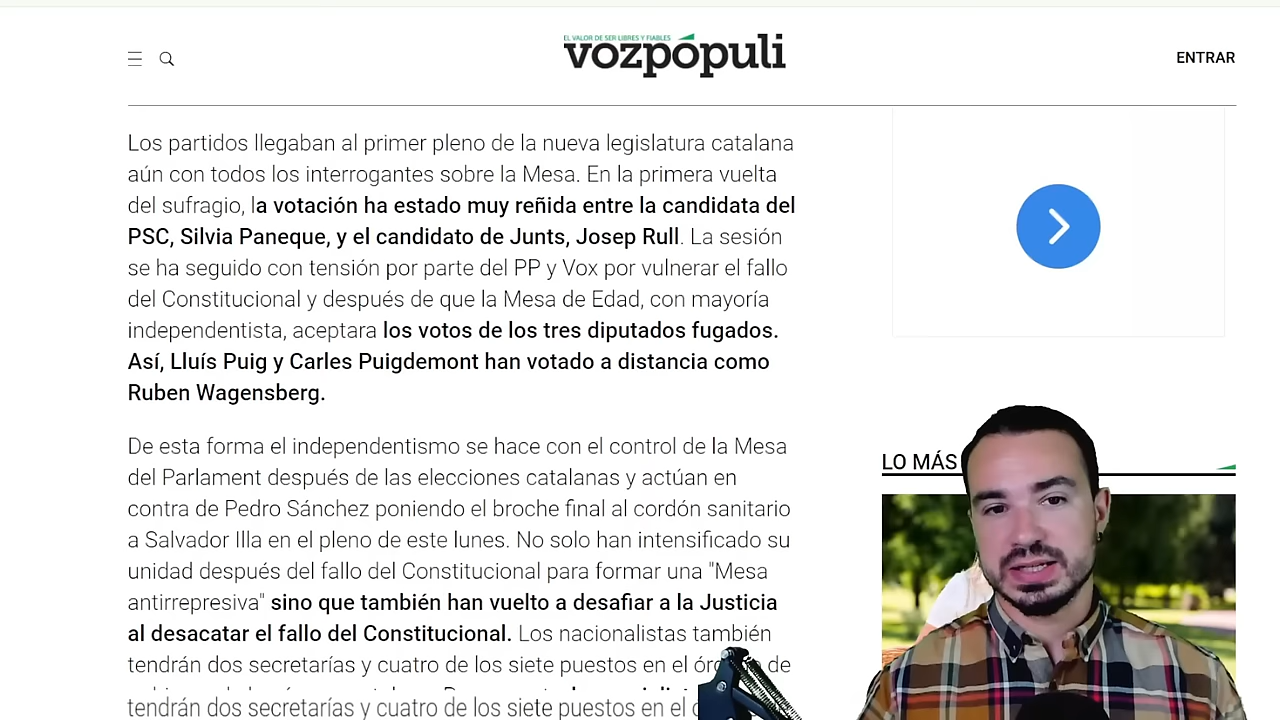 EL VALOR DE SER LIBRES Y FIABLES
vozpópuli
ENTRAR
Los partidos llegaban al primer pleno de la nueva legislatura catalana
aún con todos los interrogantes sobre la Mesa. En la primera vuelta
del sufragio, la votación ha estado muy reñida entre la candidata del
PSC, Silvia Paneque, y el candidato de Junts, Josep Rull. La sesión
se ha seguido con tensión por parte del PP y Vox por vulnerar el fallo
del Constitucional y después de que la Mesa de Edad, con mayoría
independentista, aceptara los votos de los tres diputados fugados.
Así, Lluís Puig y Carles Puigdemont han votado a distancia como
Ruben Wagensberg.
De esta forma el independentismo se hace con el control de la Mesa
del Parlament después de las elecciones catalanas y actúan en
contra de Pedro Sánchez poniendo el broche final al cordón sanitario
a Salvador Illa en el pleno de este lunes. No solo han intensificado su
unidad después del fallo del Constitucional para formar una "Mesa
antirrepresiva" sino que también han vuelto a desafiar a la Justicia
al desacatar el fallo del Constitucional. Los nacionalistas también
tendrán dos secretarías y cuatro de los siete puestos en el de
tendrán dos secretarías y cuatro de los siete puestos en el
LO MÁS